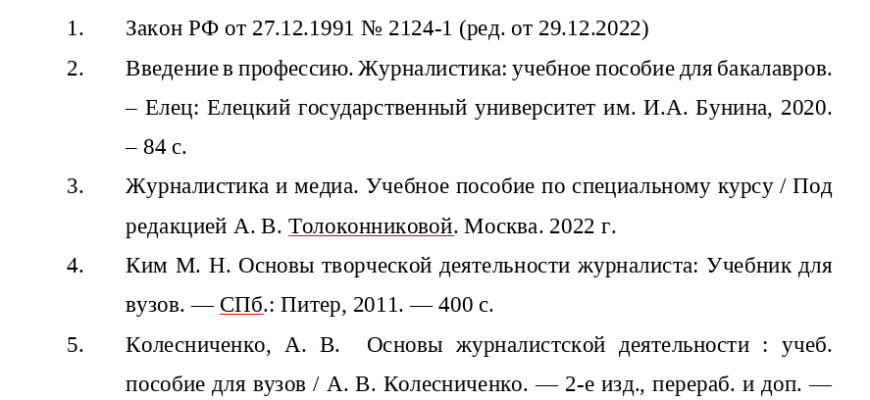 1. Закон РФ от 27.12.1991 № 2124-1 (ред. от 29.12.2022)
2. Введение в профессию. Журналистика: учебное пособие для бакалавров.
– Елец: Елецкий государственный университет им. И.А. Бунина, 2020.
– 84 с.
3. Журналистика и медиа. Учебное пособие по специальному курсу / Под
редакцией А. В. Толоконниковой. Москва. 2022 г.
4. Ким М. Н. Основы творческой деятельности журналиста: Учебник для
вузов. — СПб.: Питер, 2011. — 400 с.
5. Колесниченко, А. В. Основы журналистской деятельности : учеб.
пособие для вузов / А. В. Колесниченко. — 2-е изд., перераб. и доп. —